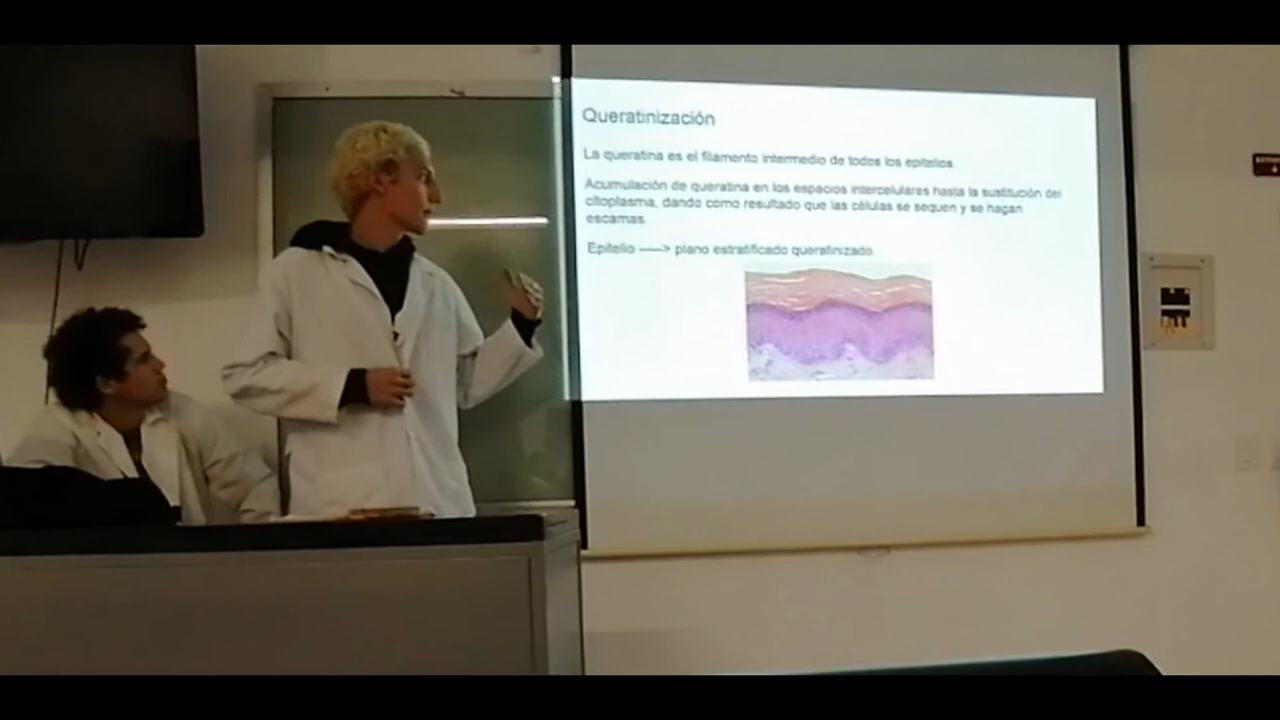 Queratinización
La queratina es el filamento intermedio de todos los epitelios.
Acumulación de queratina en los espacios intercelulares hasta la sustitución del
citoplasma, dando como resultado que las células se sequen y se hagan
escamas.
Epitelio -----> plano estratificado queratinizado